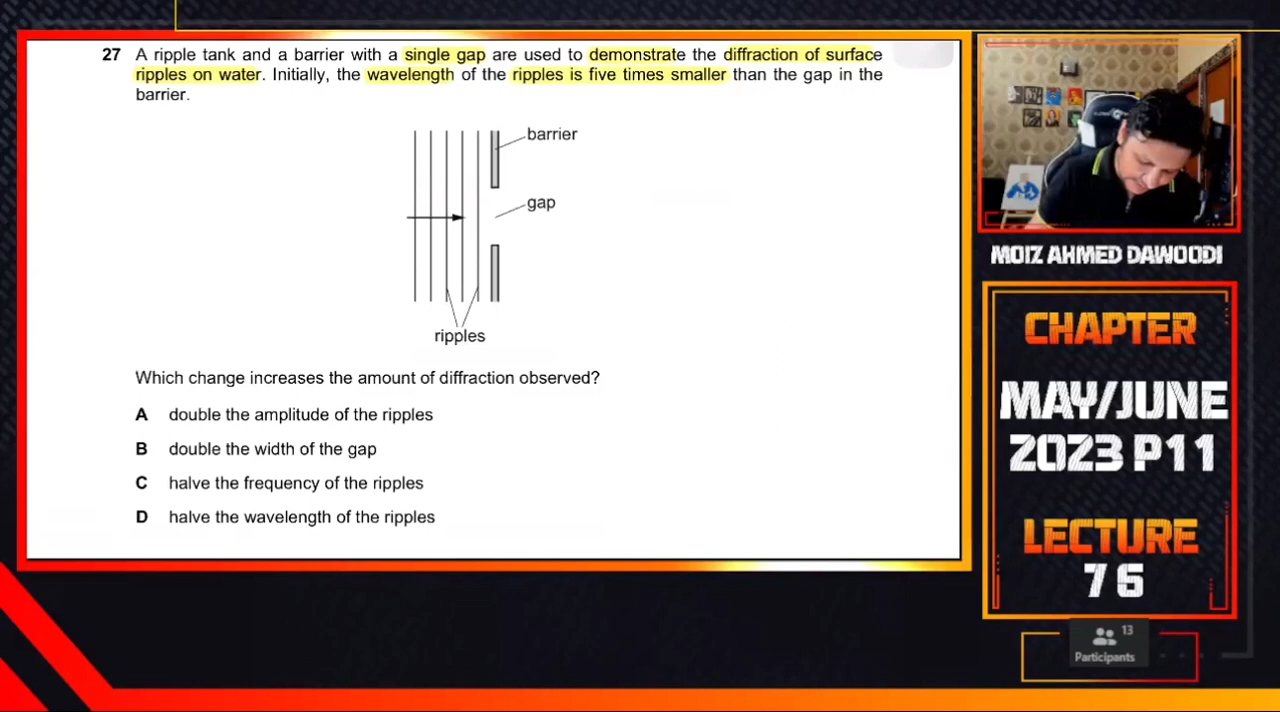 27 A ripple tank and a barrier with a single gap are used to demonstrate the diffraction of surface
ripples on water. Initially, the wavelength of the ripples is five times smaller than the gap in the
barrier.
barrier
gap
ripples
Which change increases the amount of diffraction observed?
A double the amplitude of the ripples
B double the width of the gap
C halve the frequency of the ripples
D halve the wavelength of the ripples
MOIZ AHMED DAWOODI
CHAPTER
MAY/JUNE
2023 P11
LECTURE
76
13
Participants